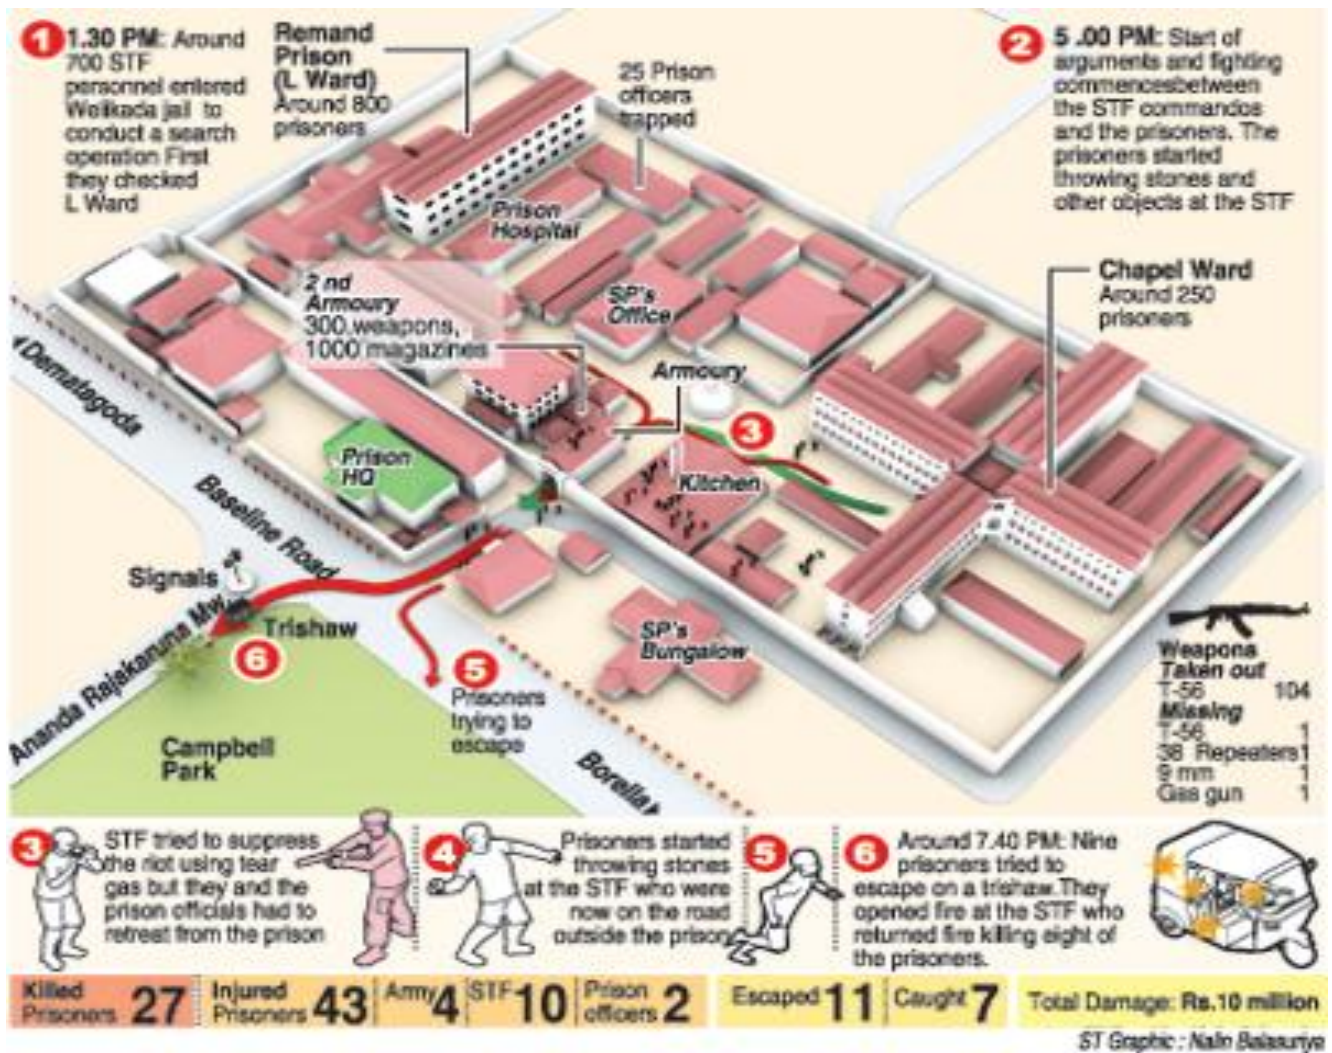 1
1.30 PM: Around
700 STF
personnel entered
Welikada jail to
conduct a search
operation First
they checked
L Ward
Remand
Prison
(L Ward)
Around 800
prisoners
25 Prison
officers
trapped
2
5 .00 PM: Start of
arguments and fighting
commencesbetween
the STF commandos
and the prisoners. The
prisoners started
throwing stones and
other objects at the STF
Prison
Hospital
2 nd
Armoury
300 weapons,
1000 magazines
SP's
Office
Chapel Ward
Around 250
prisoners
Armoury
3
Kitchen
Dematagoda
Prison
HQ
Baseline Road
Signals
Trishaw
6
Ananda Rajakaruna Mw
5
Prisoners
trying to
escape
SP's
Bungalow
Campbell
Park
Borella
Weapona
Taken out
T-56 104
Missing
T-56 1
38 Repeaters1
9 mm 1
Gas gun 1
3
STF tried to suppress
the riot using tear
gas but they and the
prison officials had to
retreat from the prison
4
Prisoners started
throwing stones
at the STF who were
now on the road
outside the prison
5
6
Around 7.40 PM: Nine
prisoners tried to
escape on a trishaw.They
opened fire at the STF who
returned fire killing eight of
the prisoners.
Killed
Prisoners 27
Injured
Prisoners 43
Army 4
STF 10
Prison
officers 2
Escaped 11
Caught 7
Total Damage: Rs.10 million
ST Graphic : Nalin Balasuriya